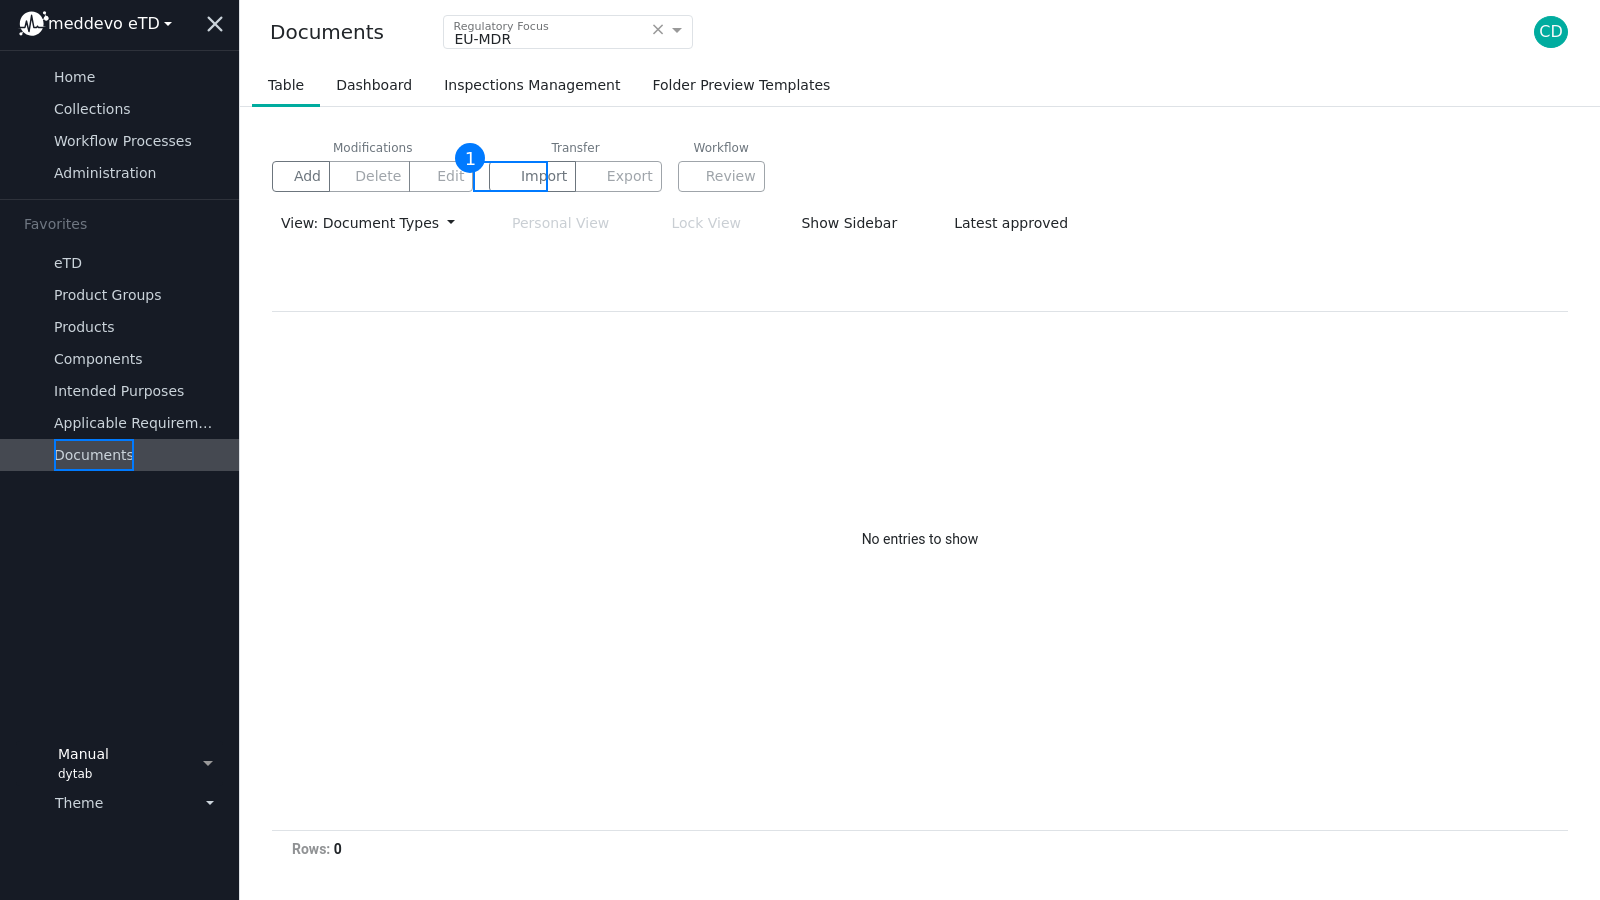 meddevo eTD
Home
Collections
Workflow Processes
Administration
Favorites
eTD
Product Groups
Products
Components
Intended Purposes
Applicable Requirem...
Documents
Manual
dytab
Theme
Documents
Regulatory Focus
EU-MDR
CD
Table Dashboard Inspections Management Folder Preview Templates
Modifications Transfer Workflow
1
Add Delete Edit Import Export Review
View: Document Types Personal View Lock View Show Sidebar Latest approved
No entries to show
Rows: 0